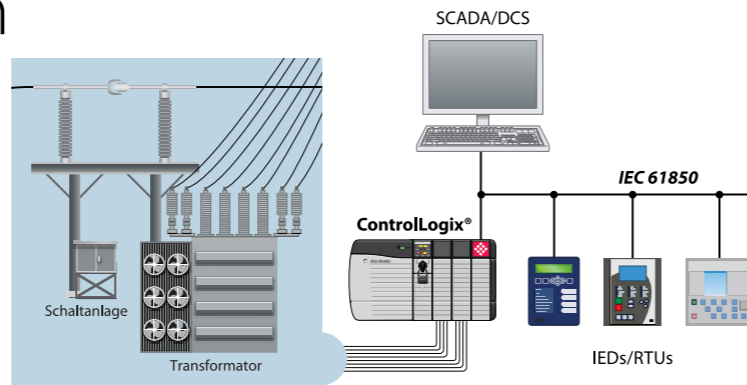 SCADA/DCS
IEC 61850
ControlLogix®
Schaltanlage
Transformator
IEDs/RTUs